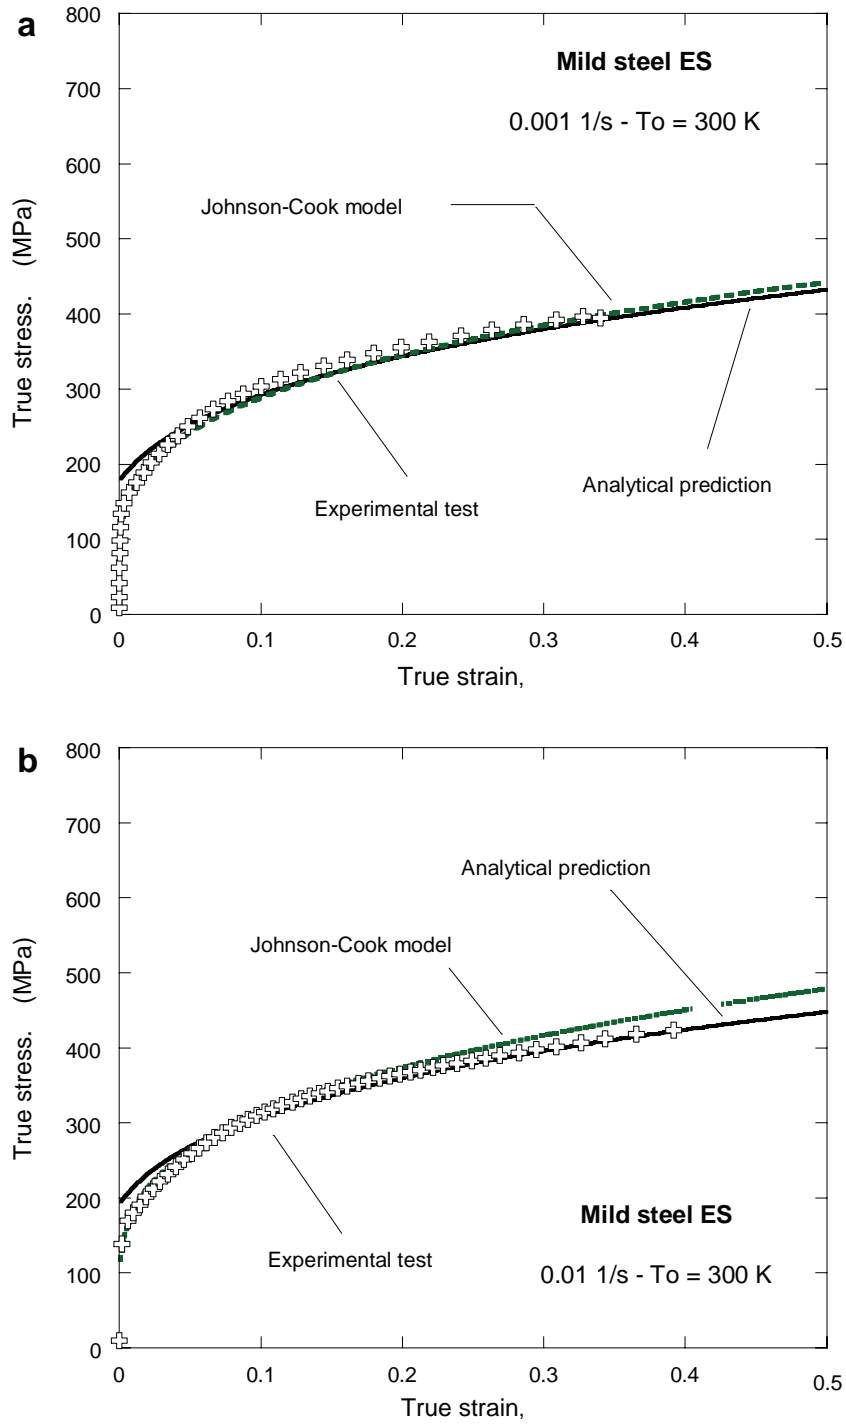 a
800
Mild steel ES
700
0.001 1/s - To = 300 K
600
Johnson-Cook model
500
400
300
200
Analytical prediction
Experimental test
100
0
0 0.1 0.2 0.3 0.4 0.5
True stress. (MPa)
True strain,
b
800
700
Analytical prediction
600
Johnson-Cook model
500
400
300
200
Mild steel ES
Experimental test
0.01 1/s - To = 300 K
100
0
0 0.1 0.2 0.3 0.4 0.5
True stress. (MPa)
True strain,